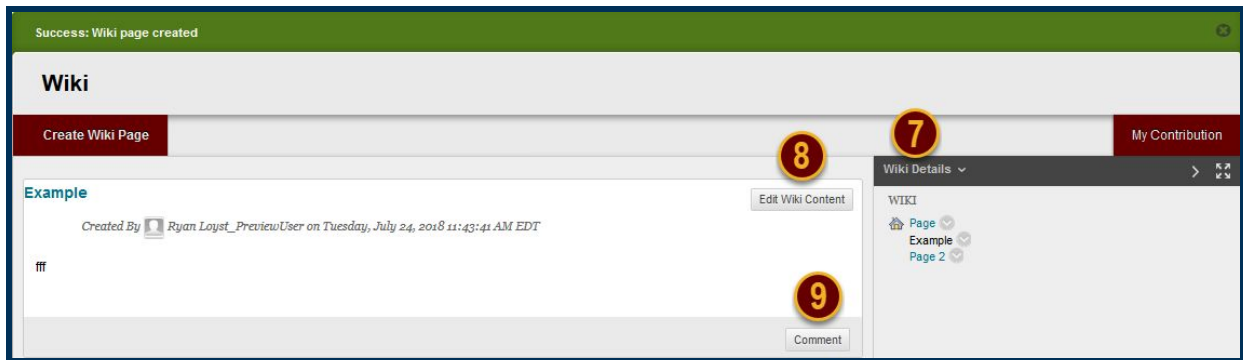 Success: Wiki page created
Wiki
Create Wiki Page
My Contribution
8
7
Wiki Details
Example
Edit Wiki Content
WIKI
Created By Ryan Loyst_PreviewUser on Tuesday, July 24, 2018 11:43:41 AM EDT
Page
Example
Page 2
fff
9
Comment